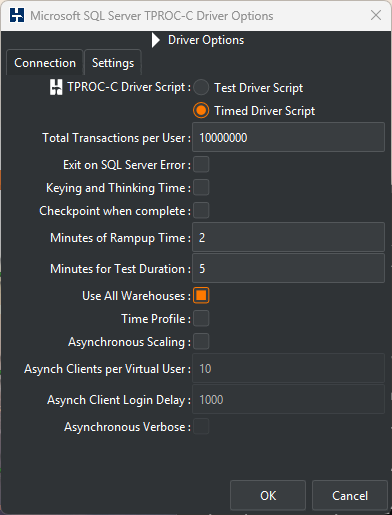 Microsoft SQL Server TPROC-C Driver Options
Driver Options
Connection Settings
TPROC-C Driver Script : Test Driver Script
Timed Driver Script
Total Transactions per User : 10000000
Exit on SQL Server Error :
Keying and Thinking Time :
Checkpoint when complete :
Minutes of Rampup Time : 2
Minutes for Test Duration : 5
Use All Warehouses :
Time Profile :
Asynchronous Scaling :
Asynch Clients per Virtual User : 10
Asynch Client Login Delay : 1000
Asynchronous Verbose :
OK Cancel